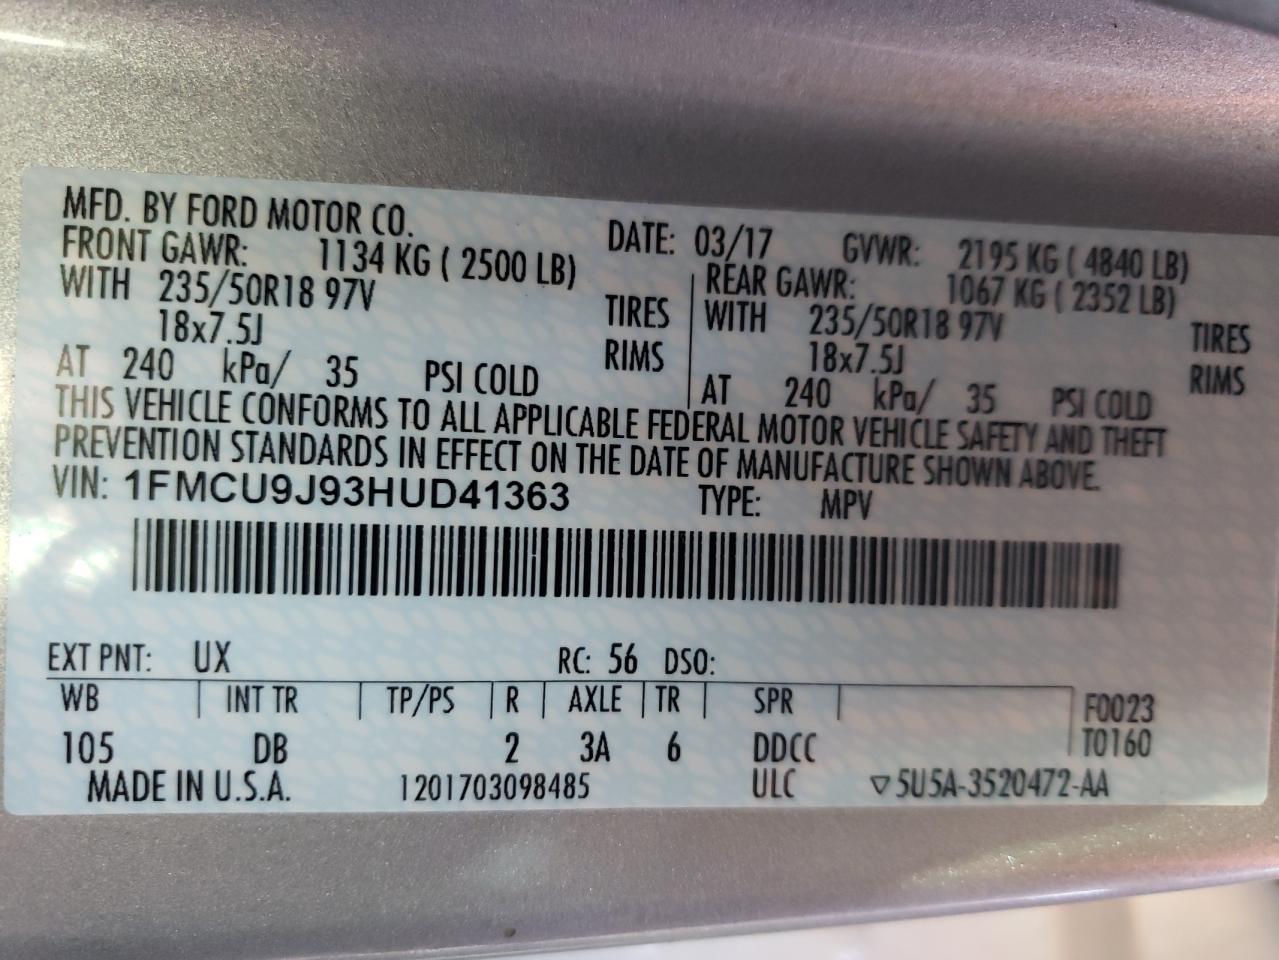 MFD. BY FORD MOTOR CO. DATE: 03/17 GVWR: 2195 KG ( 4840 LB)
FRONT GAWR: 1134 KG ( 2500 LB) REAR GAWR: 1067 KG ( 2352 LB)
WITH 235/50R18 97V TIRES WITH 235/50R18 97V TIRES
18x7.5J RIMS 18x7.5J RIMS
AT 240 kPa/ 35 PSI COLD AT 240 kPa/ 35 PSI COLD
THIS VEHICLE CONFORMS TO ALL APPLICABLE FEDERAL MOTOR VEHICLE SAFETY AND THEFT
PREVENTION STANDARDS IN EFFECT ON THE DATE OF MANUFACTURE SHOWN ABOVE.
VIN: 1FMCU9J93HUD41363 TYPE: MPV
EXT PNT: UX RC: 56 DSO:
WB INT TR TP/PS R AXLE TR SPR F0023
105 DB 2 3A 6 DDCC T0160
MADE IN U.S.A. 1201703098485 ULC ▽5U5A-3520472-AA